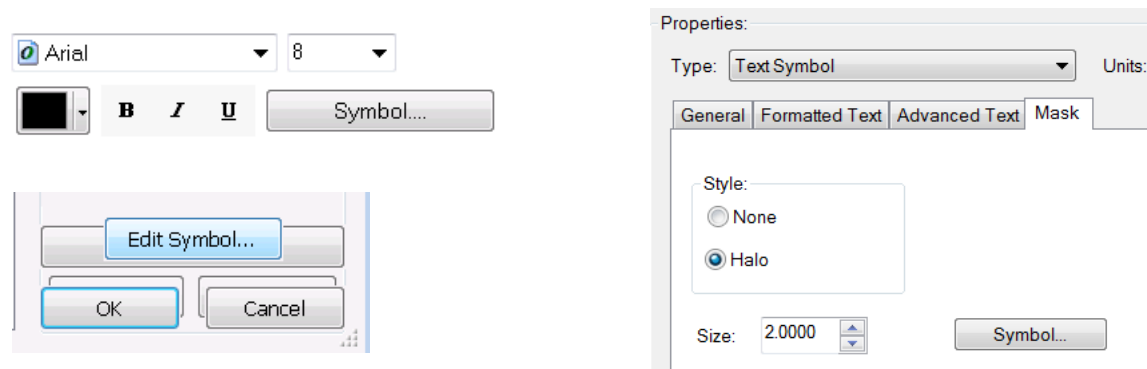 Arial 8
B I U Symbol....
Edit Symbol...
OK Cancel
Properties:
Type: Text Symbol Units:
General Formatted Text Advanced Text Mask
Style:
None
Halo
Size: 2.0000 Symbol...